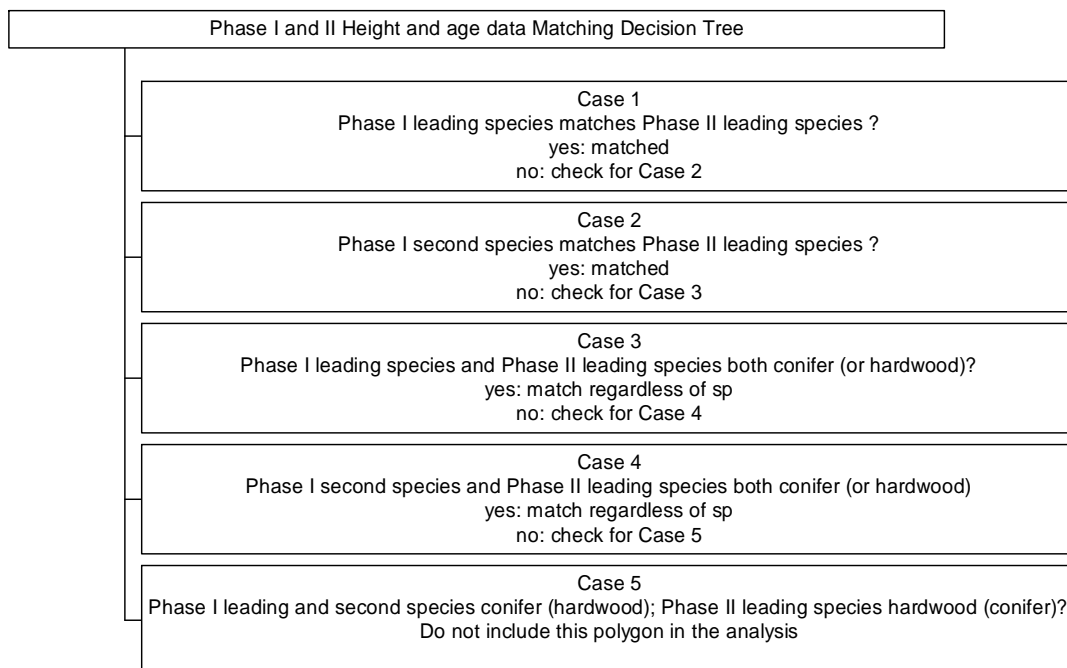 Phase I and II Height and age data Matching Decision Tree
Case 1
Phase I leading species matches Phase II leading species ?
yes: matched
no: check for Case 2
Case 2
Phase I second species matches Phase II leading species ?
yes: matched
no: check for Case 3
Case 3
Phase I leading species and Phase II leading species both conifer (or hardwood)?
yes: match regardless of sp
no: check for Case 4
Case 4
Phase I second species and Phase II leading species both conifer (or hardwood)
yes: match regardless of sp
no: check for Case 5
Case 5
Phase I leading and second species conifer (hardwood); Phase II leading species hardwood (conifer)?
Do not include this polygon in the analysis